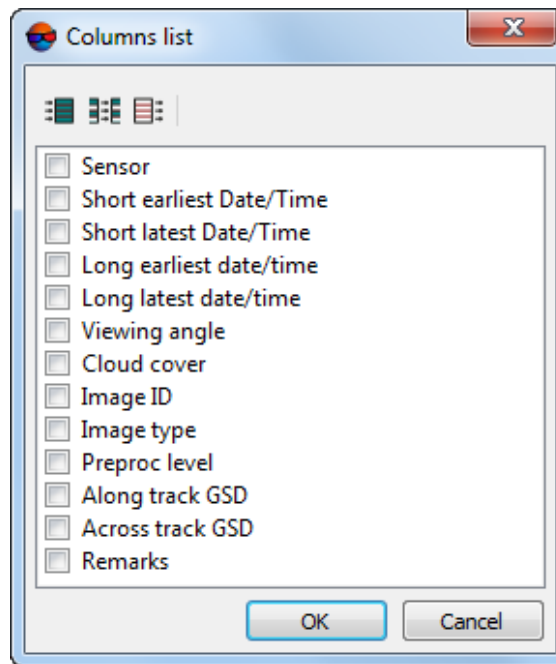 Columns list
Sensor
Short earliest Date/Time
Short latest Date/Time
Long earliest date/time
Long latest date/time
Viewing angle
Cloud cover
Image ID
Image type
Preproc level
Along track GSD
Across track GSD
Remarks
OK Cancel